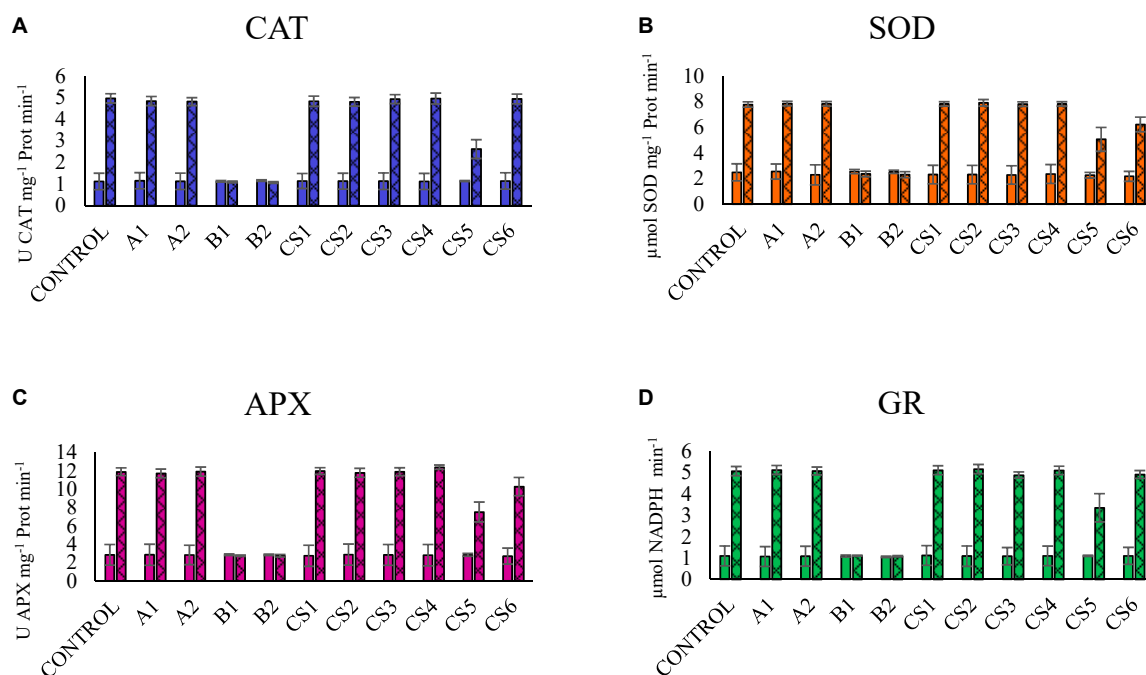 A
CAT
U CAT mg-1 Prot min-1
6
5
4
3
2
1
0
CONTROL
A1
A2
B1
B2
CS1
CS2
CS3
CS4
CS5
CS6
B
SOD
µmol SOD mg-1 Prot min-1
10
8
6
4
2
0
CONTROL
A1
A2
B1
B2
CS1
CS2
CS3
CS4
CS5
CS6
C
APX
U APX mg-1 Prot min-1
14
12
10
8
6
4
2
0
CONTROL
A1
A2
B1
B2
CS1
CS2
CS3
CS4
CS5
CS6
D
GR
µmol NADPH min-1
6
5
4
3
2
1
0
CONTROL
A1
A2
B1
B2
CS1
CS2
CS3
CS4
CS5
CS6